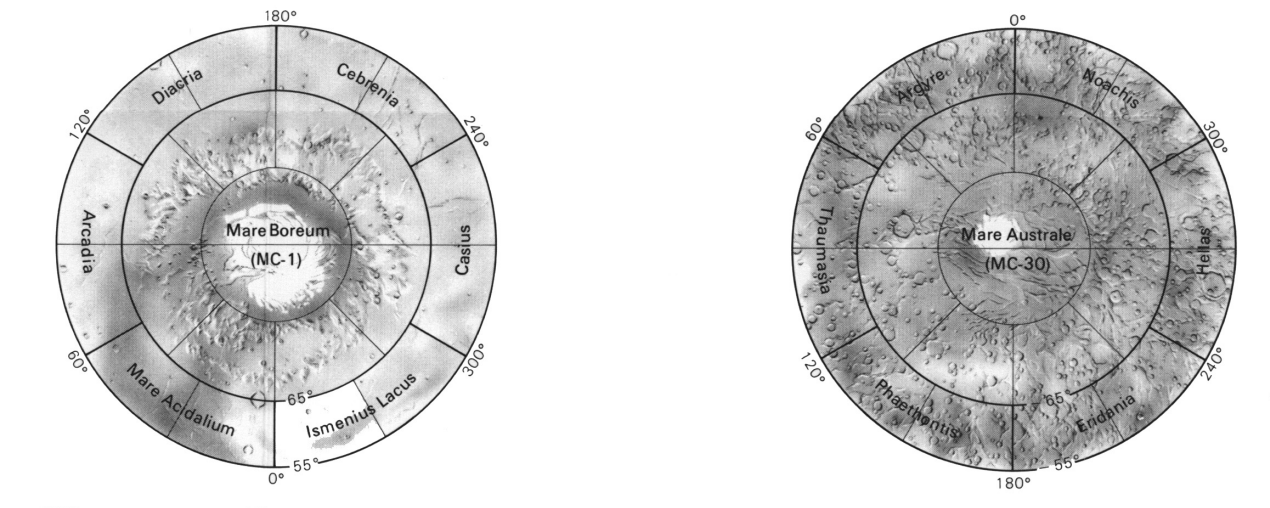 180°
Diacria
Cebrenia
120°
240°
Arcadia
Mare Boreum
(MC-1)
Casius
60°
300°
Mare Acidalium
65°
Ismenius Lacus
55°
0°
0°
Argyre
Noachis
60°
300°
Thaumasia
Mare Australe
(MC-30)
Hellas
120°
240°
Phaethontis
65°
Eridania
55°
180°